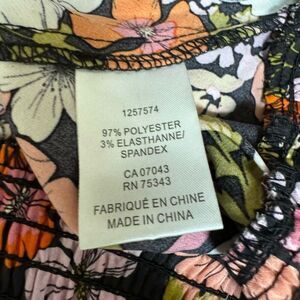 1257574
97% POLYESTER
3% ELASTHANNE/
SPANDEX
CA 07043
RN 75343
FABRIQUÉ EN CHINE
MADE IN CHINA